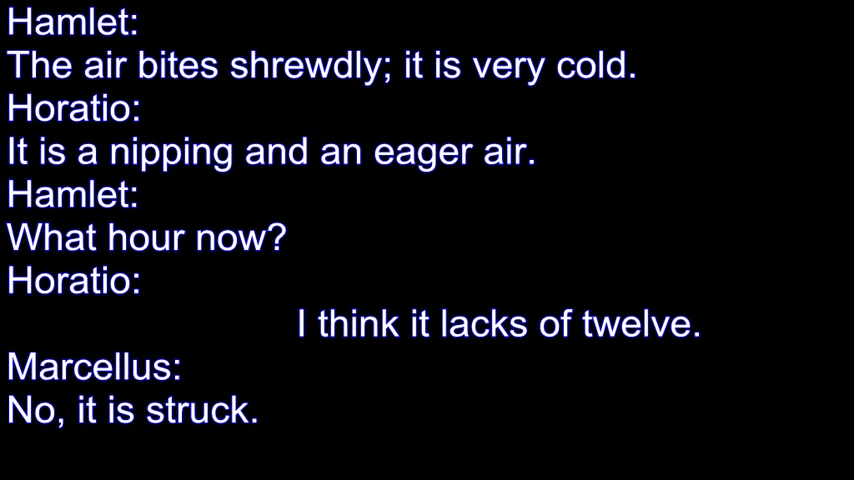 Hamlet:
The air bites shrewdly; it is very cold.
Horatio:
It is a nipping and an eager air.
Hamlet:
What hour now?
Horatio:
I think it lacks of twelve.
Marcellus:
No, it is struck.